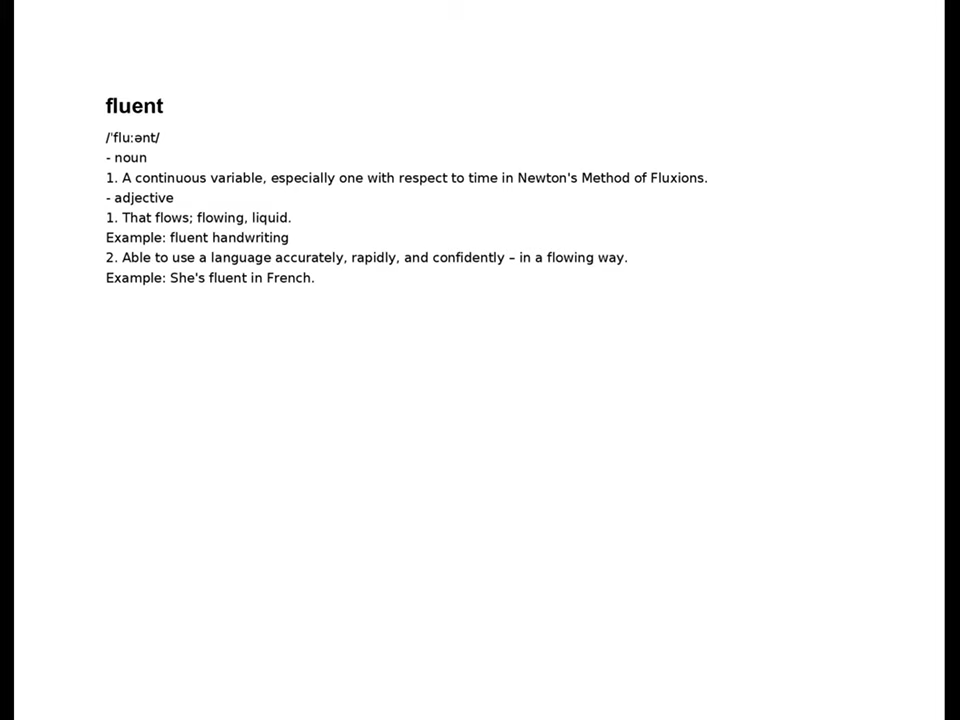 fluent
/ˈfluːənt/
- noun
1. A continuous variable, especially one with respect to time in Newton's Method of Fluxions.
- adjective
1. That flows; flowing, liquid.
Example: fluent handwriting
2. Able to use a language accurately, rapidly, and confidently – in a flowing way.
Example: She's fluent in French.